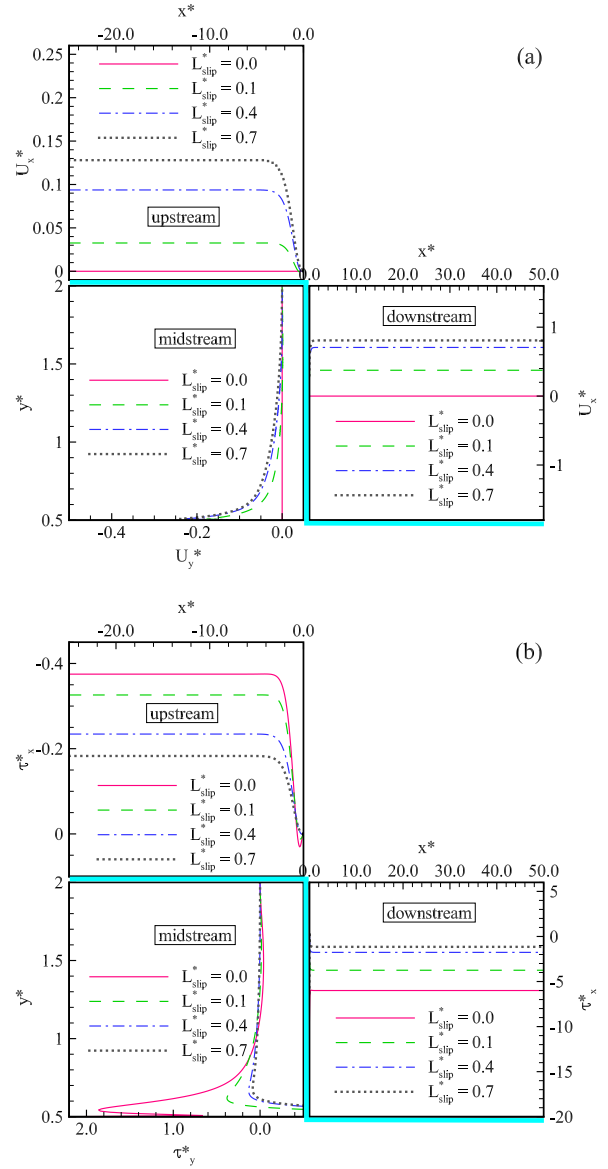 x*
-20.0 -10.0 0.0
(a)
0.25
0.2
0.15
0.1
0.05
0
U*x
L*slip = 0.0
L*slip = 0.1
L*slip = 0.4
L*slip = 0.7
upstream
x*
0.0 10.0 20.0 30.0 40.0 50.0
2
1.5
1
0.5
y*
midstream
L*slip = 0.0
L*slip = 0.1
L*slip = 0.4
L*slip = 0.7
-0.4 -0.2 0.0
U*y
downstream
L*slip = 0.0
L*slip = 0.1
L*slip = 0.4
L*slip = 0.7
1
0
-1
U*x
x*
-20.0 -10.0 0.0
(b)
-0.4
-0.2
0
τ*x
upstream
L*slip = 0.0
L*slip = 0.1
L*slip = 0.4
L*slip = 0.7
x*
0.0 10.0 20.0 30.0 40.0 50.0
2
1.5
1
0.5
y*
midstream
L*slip = 0.0
L*slip = 0.1
L*slip = 0.4
L*slip = 0.7
2.0 1.0 0.0
τ*y
downstream
L*slip = 0.0
L*slip = 0.1
L*slip = 0.4
L*slip = 0.7
5
0
-5
-10
-15
-20
τ*x